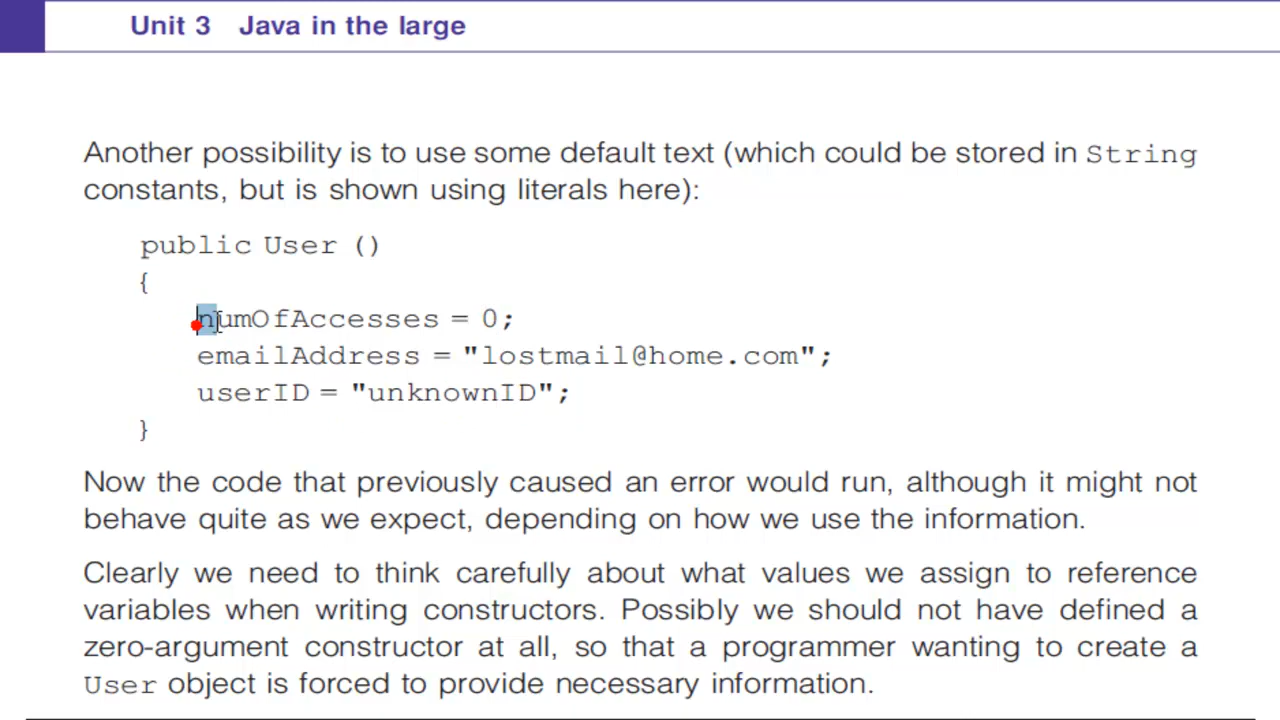 Unit 3 Java in the large
Another possibility is to use some default text (which could be stored in String
constants, but is shown using literals here):
public User ()
{
numOfAccesses = 0;
emailAddress = "lostmail@home.com";
userID = "unknownID";
}
Now the code that previously caused an error would run, although it might not
behave quite as we expect, depending on how we use the information.
Clearly we need to think carefully about what values we assign to reference
variables when writing constructors. Possibly we should not have defined a
zero-argument constructor at all, so that a programmer wanting to create a
User object is forced to provide necessary information.